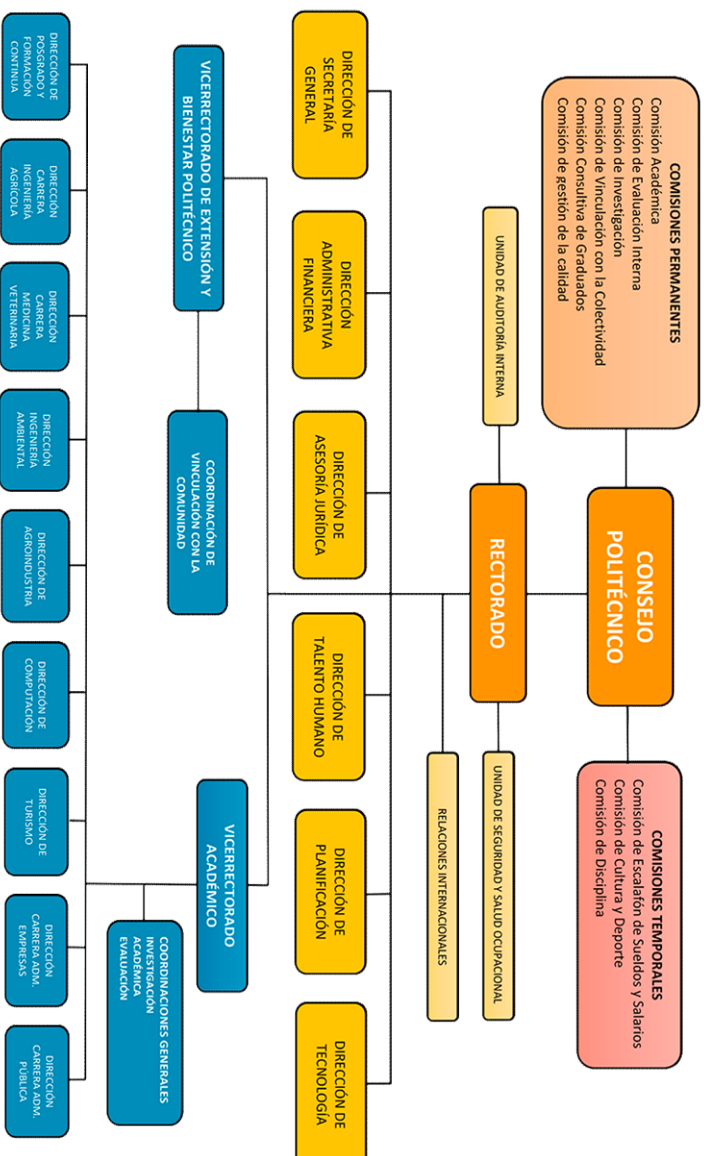 COMISIONES PERMANENTES
Comisión Académica
Comisión de Evaluación Interna
Comisión de Investigación
Comisión de Vinculación con la Colectividad
Comisión Consultiva de Graduados
Comisión de gestión de la calidad
CONSEJO
POLITÉCNICO
COMISIONES TEMPORALES
Comisión de Escalafón de Sueldos y Salarios
Comisión de Cultura y Deporte
Comisión de Disciplina
UNIDAD DE AUDITORÍA INTERNA
RECTORADO
UNIDAD DE SEGURIDAD Y SALUD OCUPACIONAL
RELACIONES INTERNACIONALES
DIRECCIÓN DE
SECRETARÍA
GENERAL
DIRECCIÓN
ADMINISTRATIVA
FINANCIERA
DIRECCIÓN DE
ASESORÍA JURÍDICA
DIRECCIÓN DE
TALENTO HUMANO
DIRECCIÓN DE
PLANIFICACIÓN
DIRECCIÓN DE
TECNOLOGÍA
VICERRECTORADO DE EXTENSIÓN Y
BIENESTAR POLITÉCNICO
COORDINACIÓN DE
VINCULACIÓN CON LA
COMUNIDAD
VICERRECTORADO
ACADÉMICO
COORDINACIONES GENERALES
INVESTIGACIÓN
ACADÉMICA
EVALUACIÓN
DIRECCIÓN DE
POSGRADO Y
FORMACIÓN
CONTINUA
DIRECCIÓN
CARRERA
INGENIERÍA
AGRÍCOLA
DIRECCIÓN
CARRERA
MEDICINA
VETERINARIA
DIRECCIÓN
INGENIERÍA
AMBIENTAL
DIRECCIÓN DE
AGROINDUSTRIA
DIRECCIÓN DE
COMPUTACIÓN
DIRECCIÓN DE
TURISMO
DIRECCIÓN
CARRERA ADM.
EMPRESAS
DIRECCIÓN
CARRERA ADM.
PÚBLICA